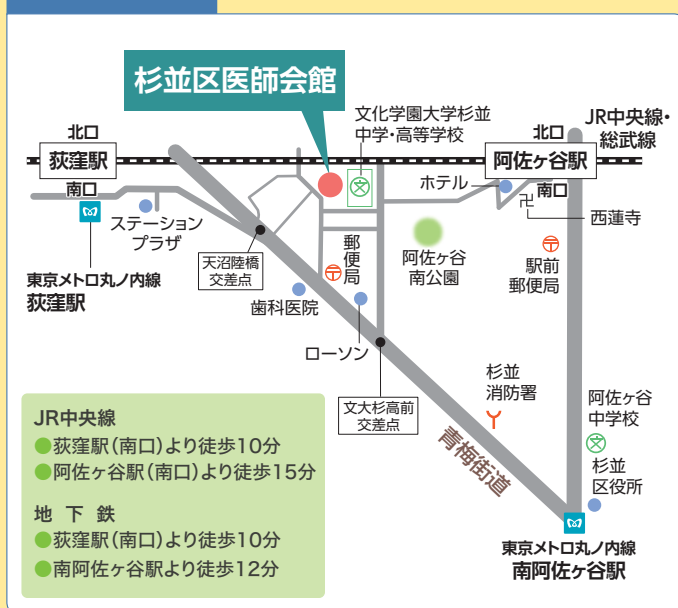 杉並区医師会館
文化学園大学杉並
中学・高等学校
JR中央線・
総武線
北口
荻窪駅
南口
北口
阿佐ヶ谷駅
南口
ホテル
西蓮寺
ステーション
プラザ
東京メトロ丸ノ内線
荻窪駅
天沼陸橋
交差点
郵便局
阿佐ヶ谷
南公園
駅前
郵便局
歯科医院
ローソン
文大杉高前
交差点
杉並
消防署
青梅街道
阿佐ヶ谷
中学校
杉並
区役所
東京メトロ丸ノ内線
南阿佐ヶ谷駅
JR中央線
●荻窪駅(南口)より徒歩10分
●阿佐ヶ谷駅(南口)より徒歩15分
地下鉄
●荻窪駅(南口)より徒歩10分
●南阿佐ヶ谷駅より徒歩12分